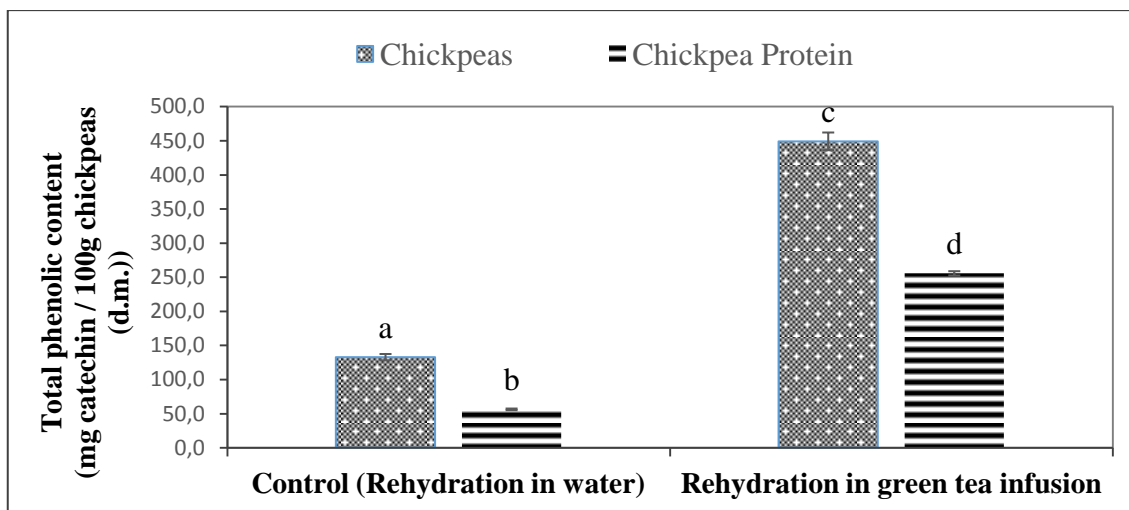 Chickpeas Chickpea Protein
Total phenolic content
(mg catechin / 100g chickpeas
(d.m.))
500,0
450,0
400,0
350,0
300,0
250,0
200,0
150,0
100,0
50,0
0,0
a
b
c
d
Control (Rehydration in water) Rehydration in green tea infusion